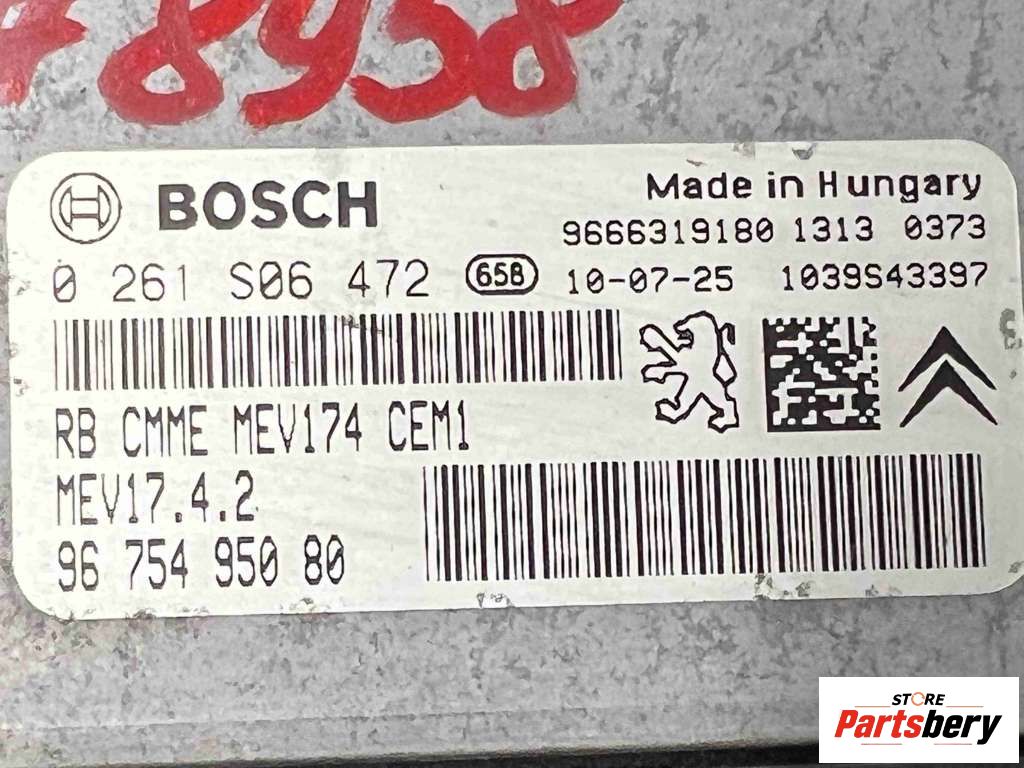 8958
BOSCH
Made in Hungary
9666319180 1313 0373
0 261 S06 472 658 10-07-25 1039S43397
RB CMME MEV174 CEM1
MEV17.4.2
96 754 950 80
STORE
Partsbery